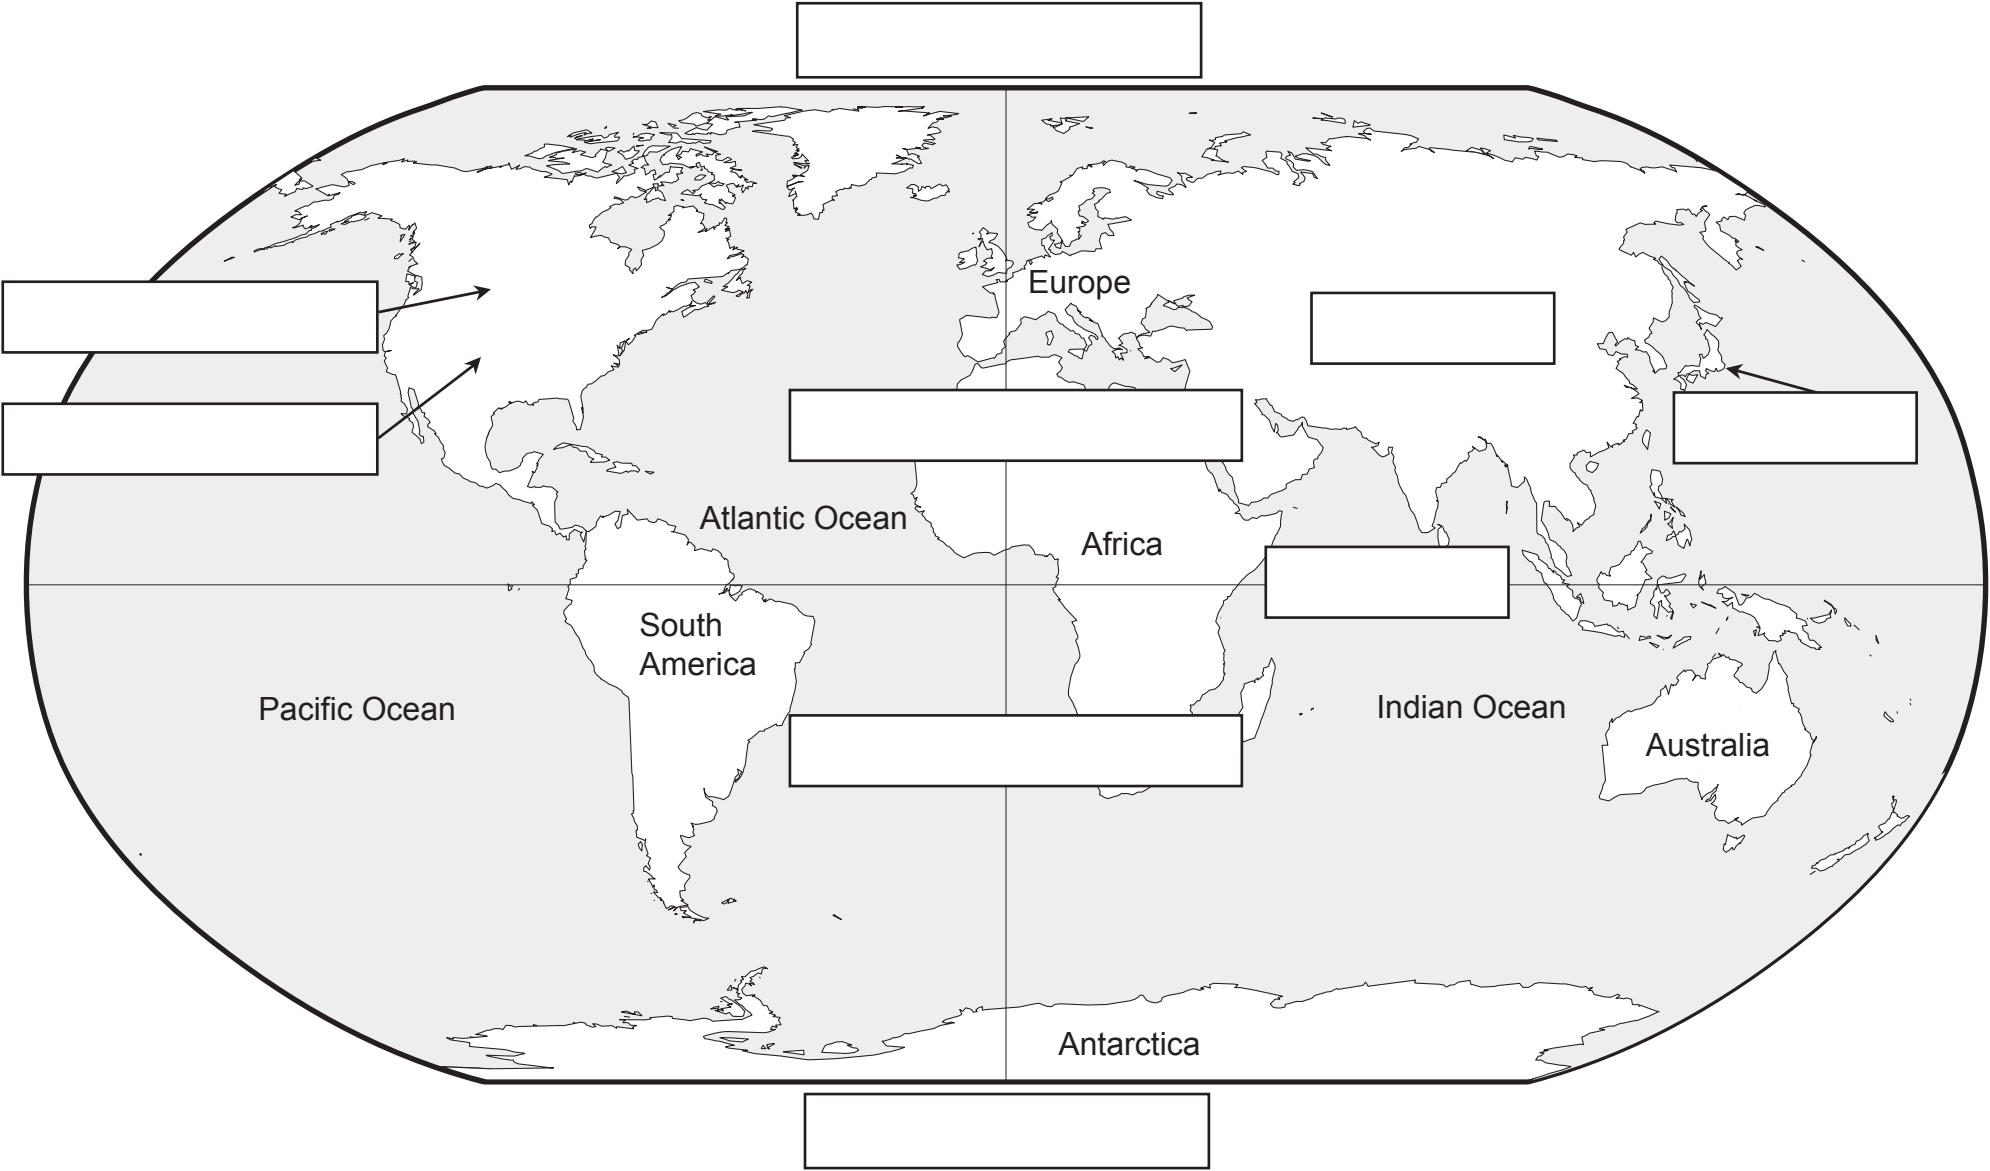 Europe
Atlantic Ocean
Africa
South
America
Pacific Ocean
Indian Ocean
Australia
Antarctica